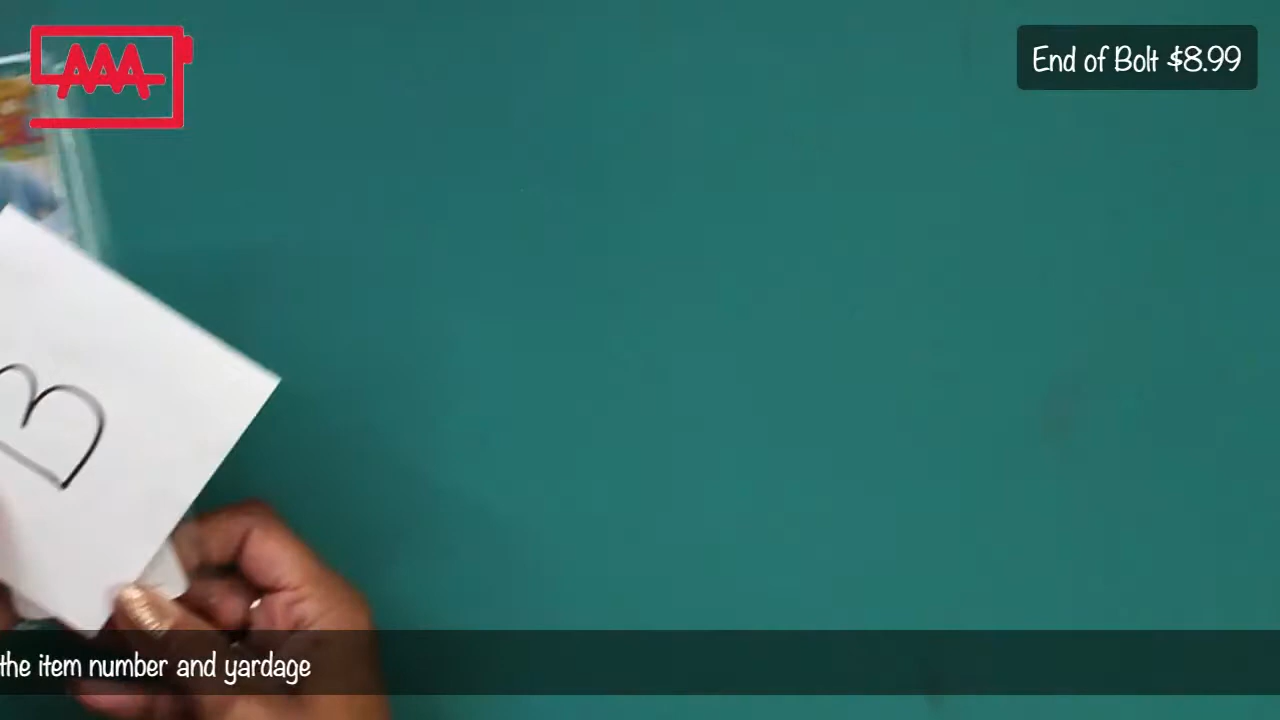 AAA
End of Bolt $8.99
B
the item number and yardage